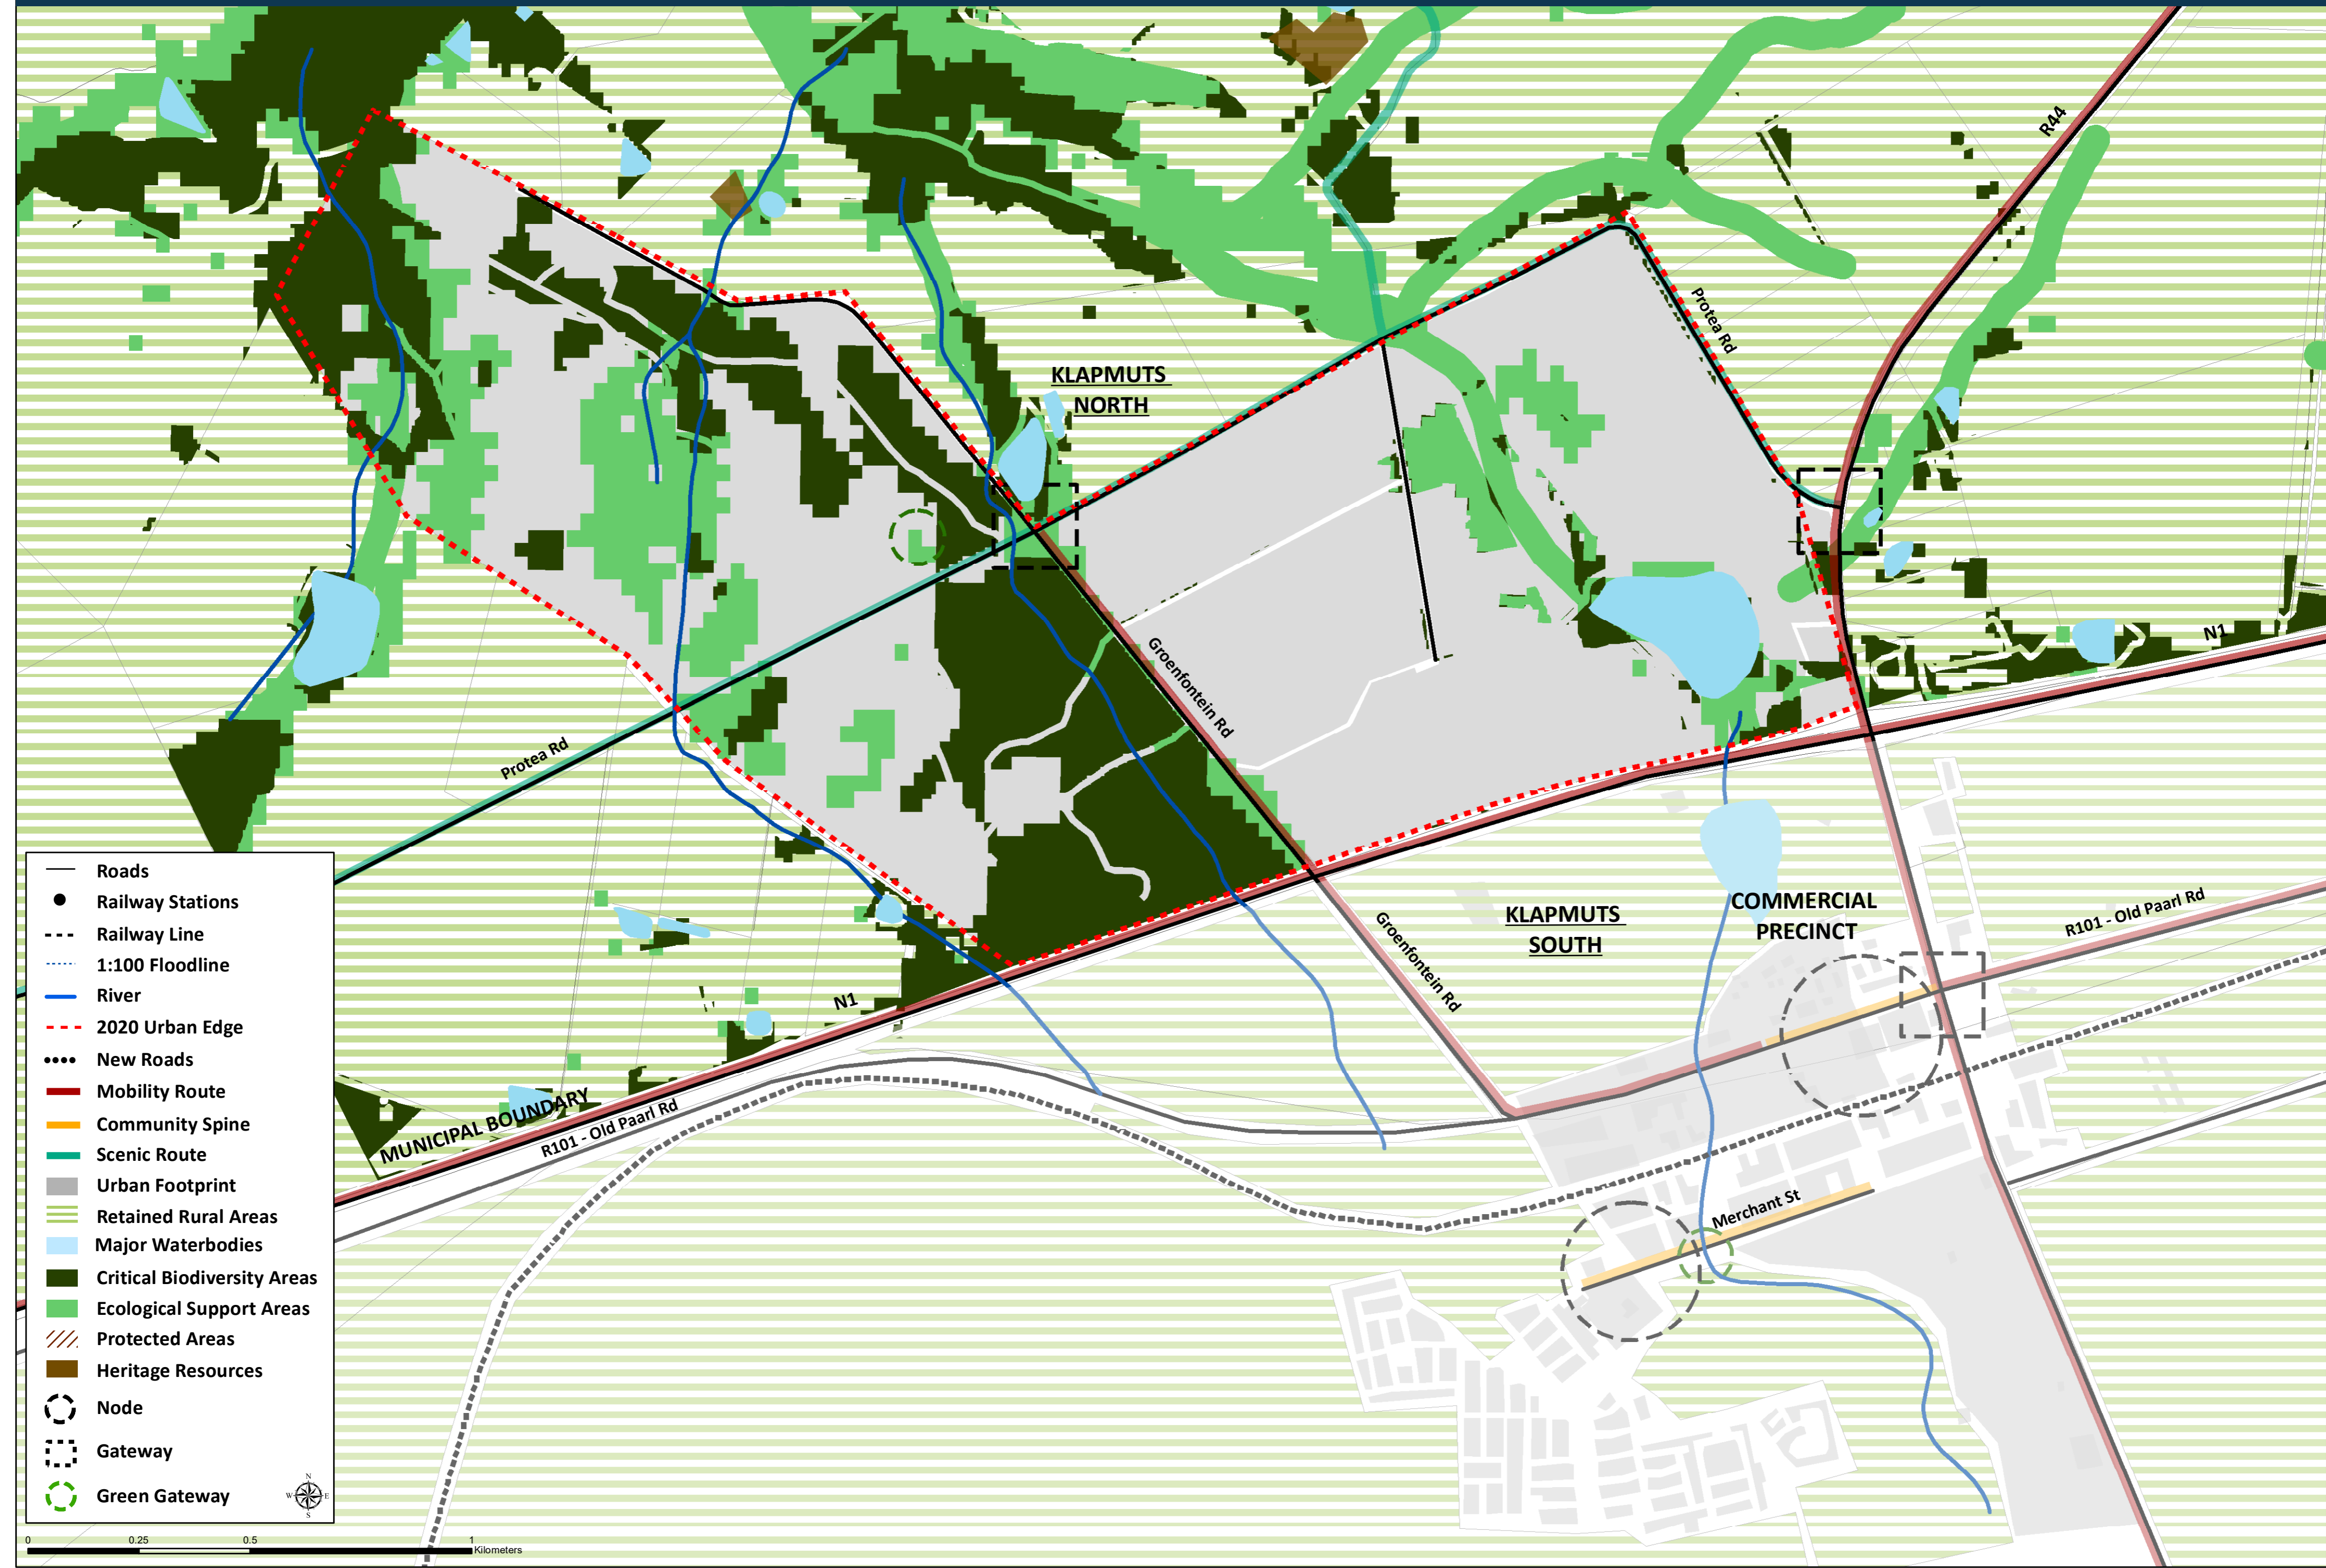 R44
Protea Rd
KLAPMUTS
NORTH
N1
Groenfontein Rd
Protea Rd
COMMERCIAL
PRECINCT
KLAPMUTS
SOUTH
R101 - Old Paarl Rd
Groenfontein Rd
N1
MUNICIPAL BOUNDARY
R101 - Old Paarl Rd
Merchant St
Roads
Railway Stations
Railway Line
1:100 Floodline
River
2020 Urban Edge
New Roads
Mobility Route
Community Spine
Scenic Route
Urban Footprint
Retained Rural Areas
Major Waterbodies
Critical Biodiversity Areas
Ecological Support Areas
Protected Areas
Heritage Resources
Node
Gateway
Green Gateway
N
W E
S
0 0.25 0.5 1
Kilometers